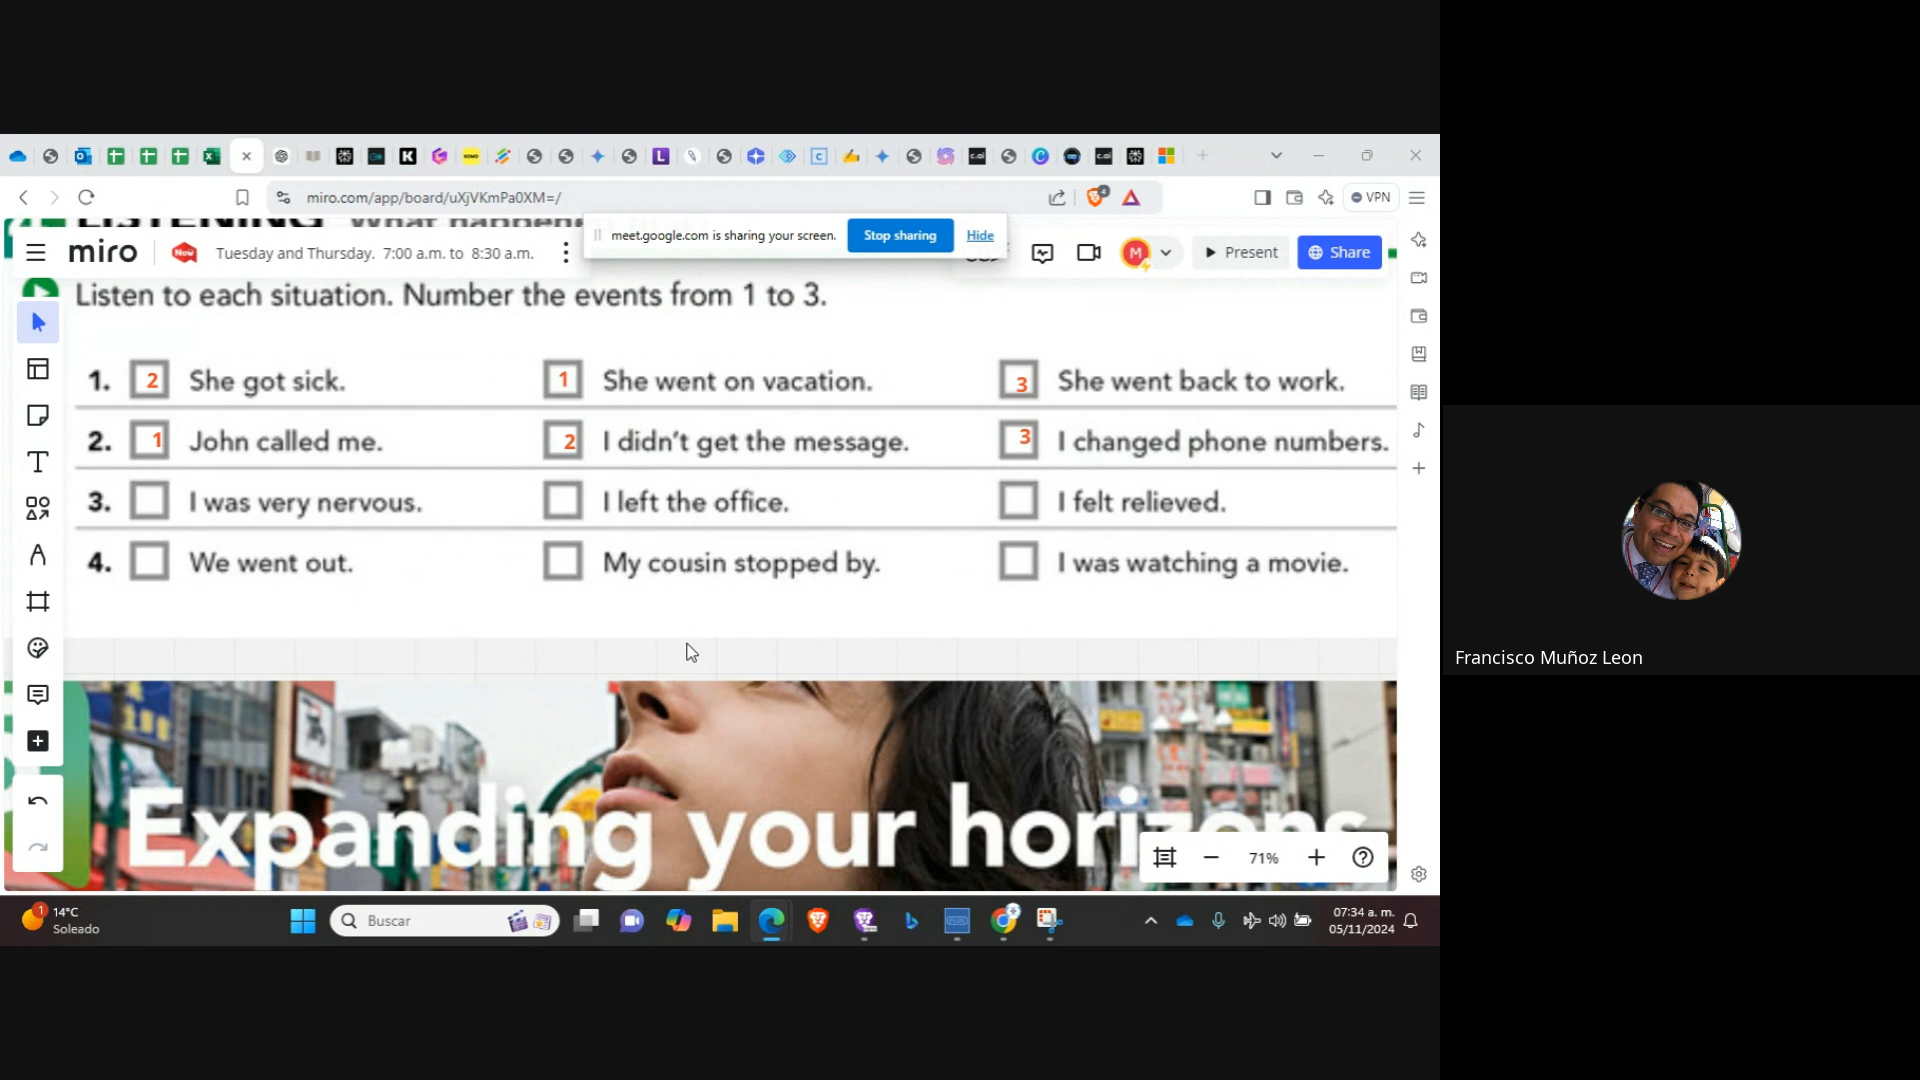 miro.com/app/board/uXjVKmPa0XM=/
VPN
LISTENING What happened
meet.google.com is sharing your screen. Stop sharing Hide
miro Now Tuesday and Thursday. 7:00 a.m. to 8:30 a.m. M Present Share
Listen to each situation. Number the events from 1 to 3.
1. 2 She got sick. 1 She went on vacation. 3 She went back to work.
2. 1 John called me. 2 I didn't get the message. 3 I changed phone numbers.
3. I was very nervous. I left the office. I felt relieved.
4. We went out. My cousin stopped by. I was watching a movie.
Expanding your horizons
71%
Francisco Muñoz Leon
1 14°C
Soleado
Buscar
07:34 a. m.
05/11/2024